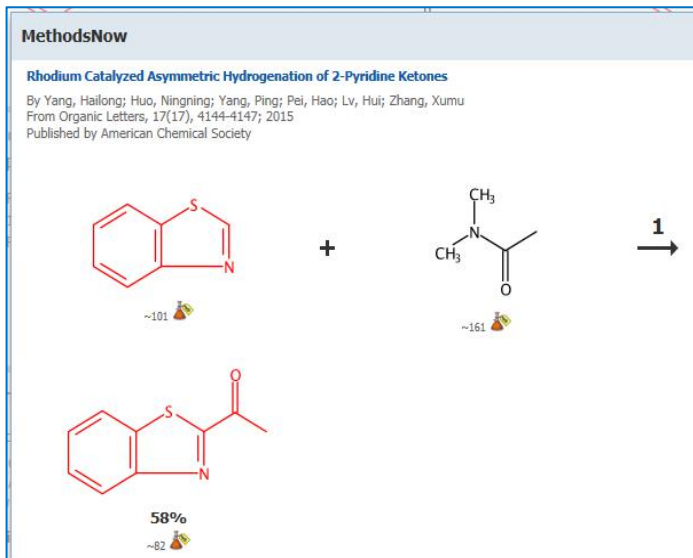 MethodsNow
Rhodium Catalyzed Asymmetric Hydrogenation of 2-Pyridine Ketones
By Yang, Hailong; Huo, Ningning; Yang, Ping; Pei, Hao; Lv, Hui; Zhang, Xumu
From Organic Letters, 17(17), 4144-4147; 2015
Published by American Chemical Society
S
N
~101
+
CH3
N
CH3
O
~161
1
O
S
N
58%
~82